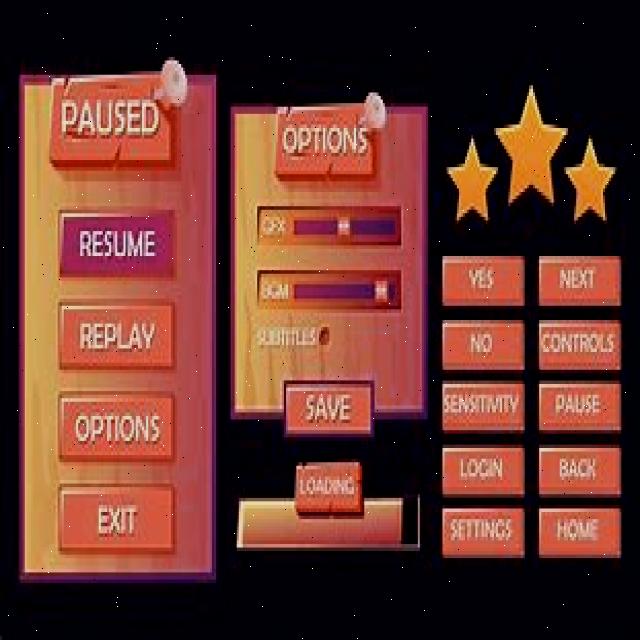 PAUSED
RESUME
REPLAY
OPTIONS
EXIT
OPTIONS
GFX
BGM
SUBTITLES
SAVE
LOADING
YES
NEXT
NO
CONTROLS
SENSITIVITY
PAUSE
LOGIN
BACK
SETTINGS
HOME